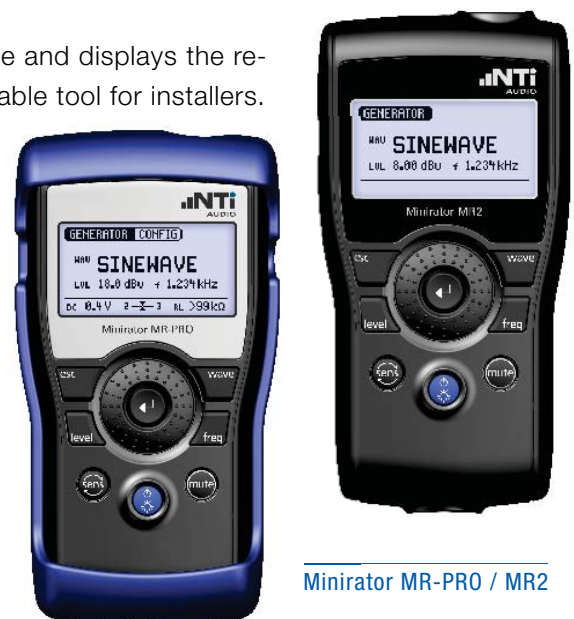 e and displays the re-
able tool for installers.
NTi
AUDIO
GENERATOR
WAV SINEWAVE
LVL 8.00 dBu f 1.234kHz
Minirator MR2
esc
wave
level
freq
sens
mute
NTi
AUDIO
GENERATOR CONFIG
WAV SINEWAVE
LVL 18.0 dBu f 1.234kHz
DC 0.4V 2 3 RL >99kΩ
Minirator MR-PRO
esc
wave
level
freq
sens
mute
Minirator MR-PRO / MR2